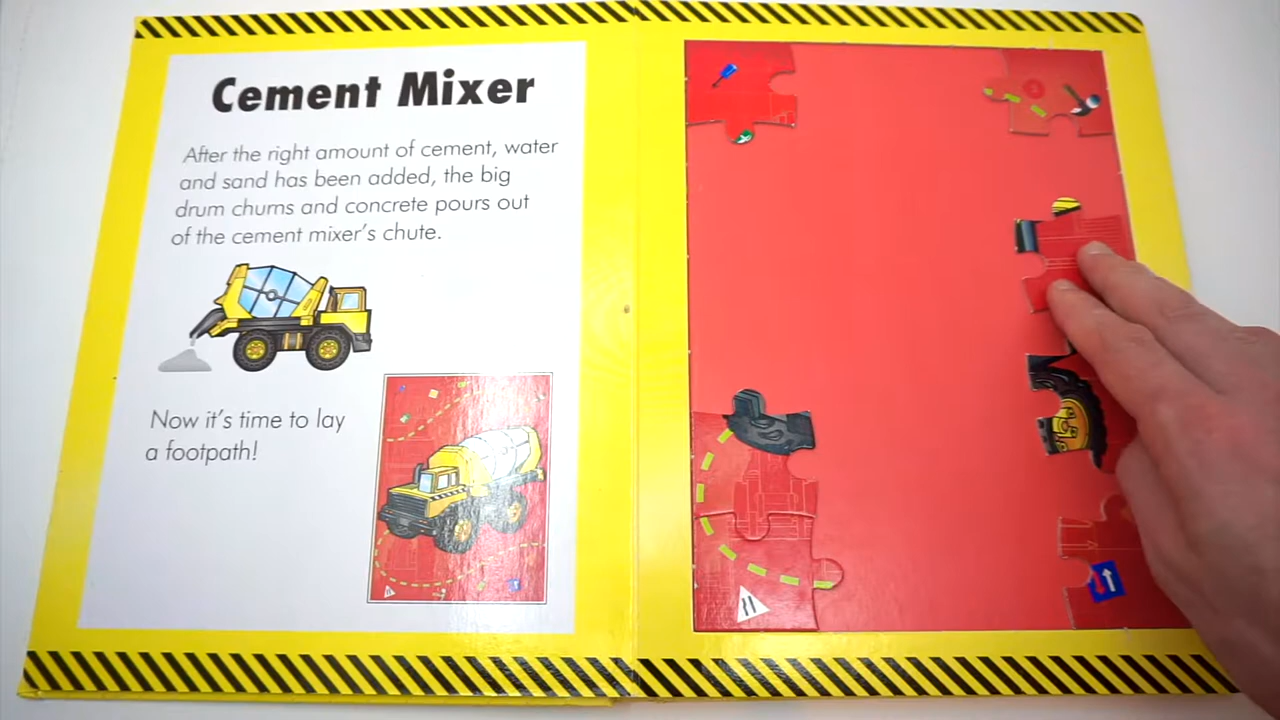 Cement Mixer
After the right amount of cement, water
and sand has been added, the big
drum churns and concrete pours out
of the cement mixer's chute.
Now it's time to lay
a footpath!